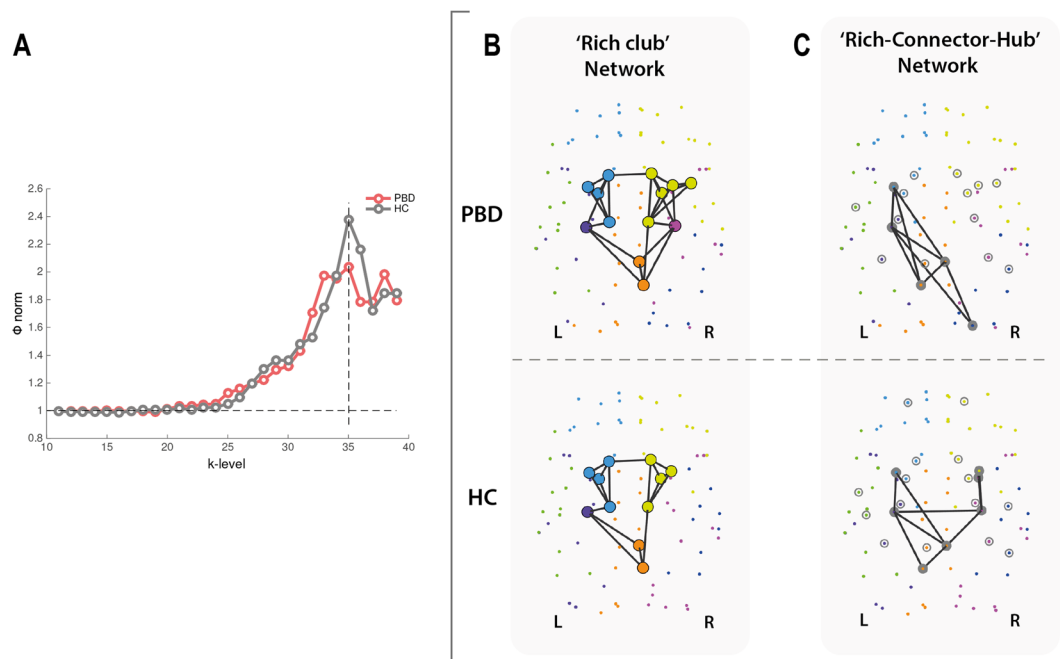 A
B
C
'Rich club'
Network
'Rich-Connector-Hub'
Network
2.6
2.4
2.2
2
1.8
1.6
1.4
1.2
1
0.8
Φ norm
PBD
HC
10
15
20
25
30
35
40
k-level
PBD
L
R
L
R
HC
L
R
L
R